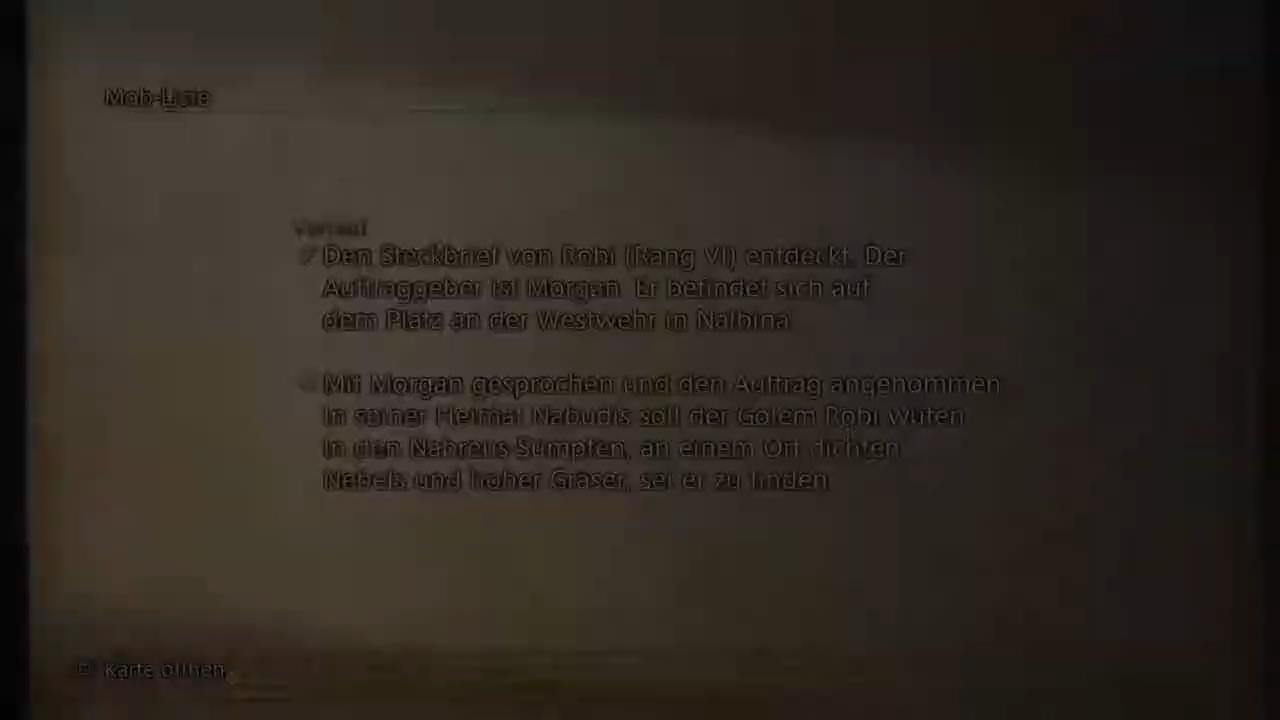 Mob-Liste
Verlauf
Den Steckbrief von Robi (Rang VI) entdeckt. Der
Auftraggeber ist Morgan. Er befindet sich auf
dem Platz an der Westwehr in Nalbina.
Mit Morgan gesprochen und den Auftrag angenommen.
In seiner Heimat Nabudis soll der Golem Robi wüten.
In den Nabreus-Sümpfen, an einem Ort dichten
Nebels und hoher Gräser, sei er zu finden.
Karte öffnen